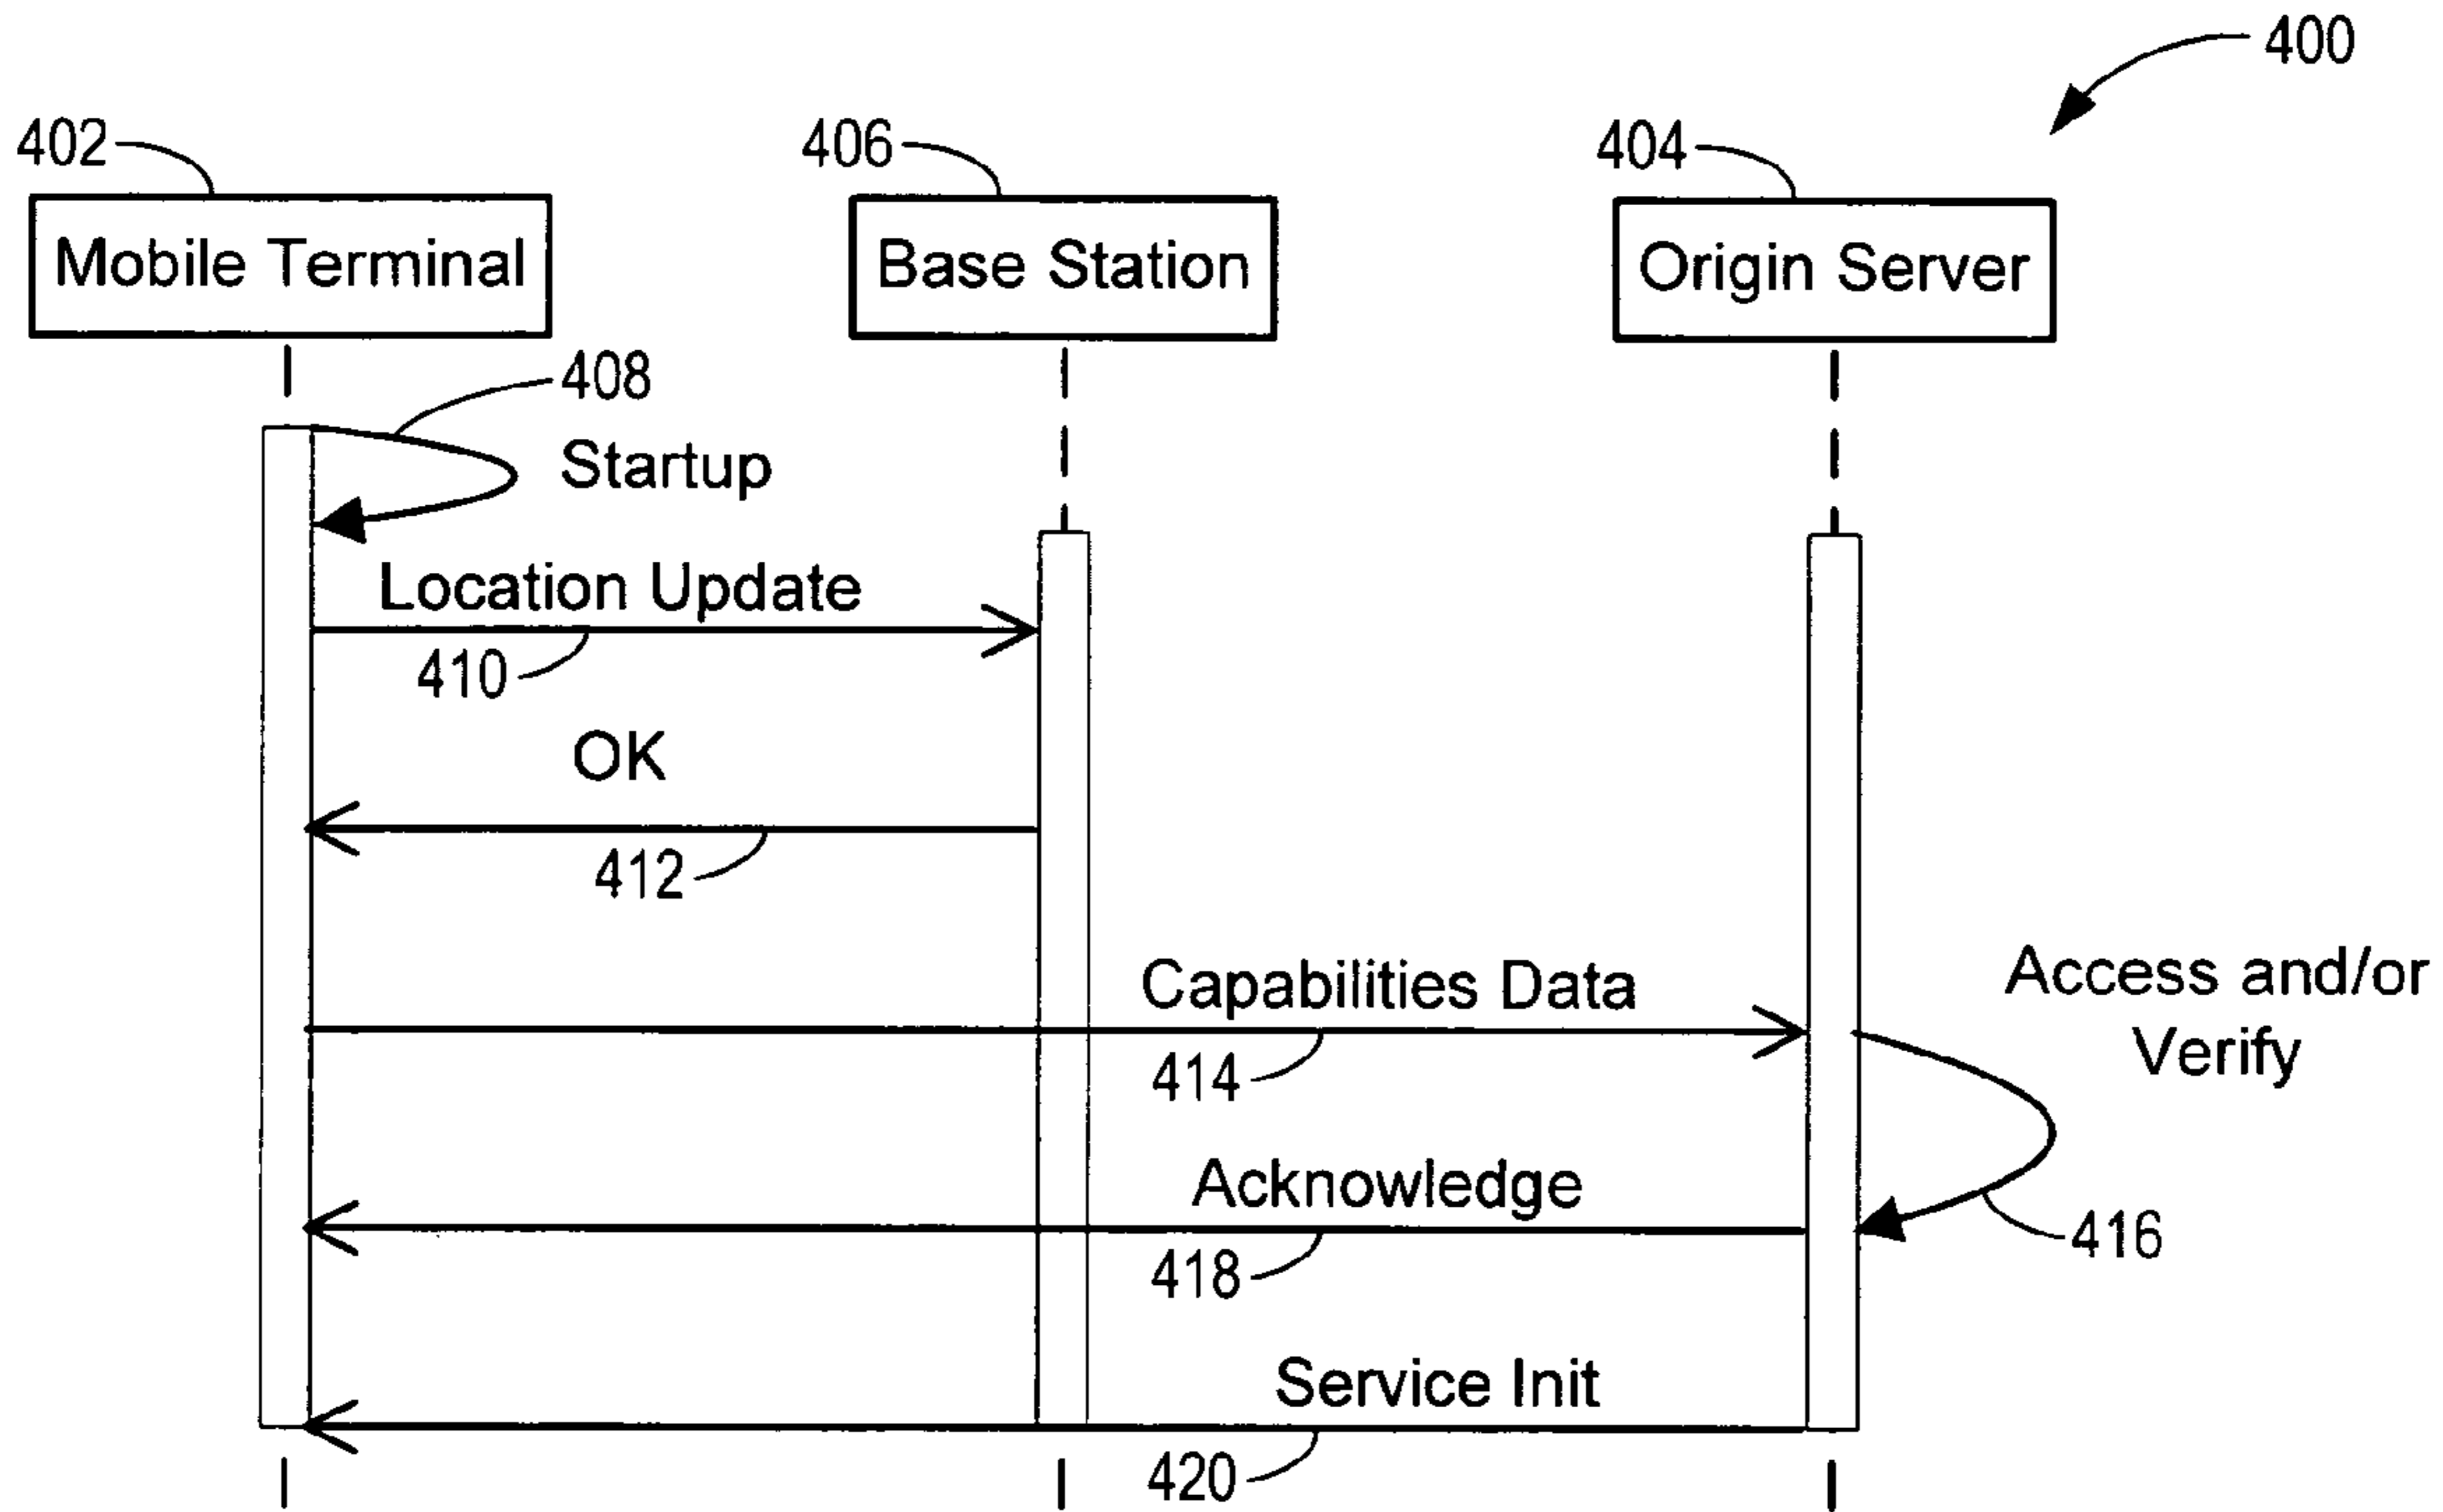 400
402
406
404
Mobile Terminal
Base Station
Origin Server
408
Startup
Location Update
410
OK
412
Capabilities Data
Access and/or
Verify
414
Acknowledge
416
418
Service Init
420